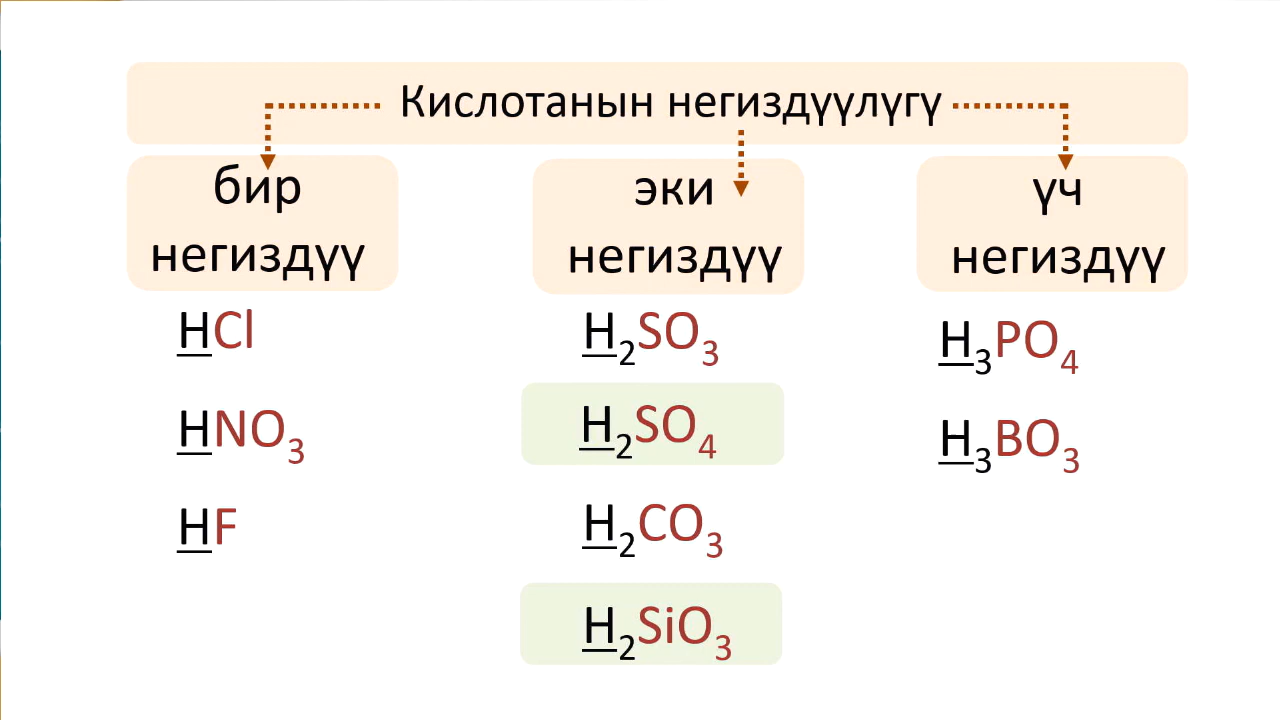 Кислотанын негиздүүлүгү
бир
негиздүү
HCl
HNO₃
HF
эки
негиздүү
H₂SO₃
H₂SO₄
H₂CO₃
H₂SiO₃
үч
негиздүү
H₃PO₄
H₃BO₃